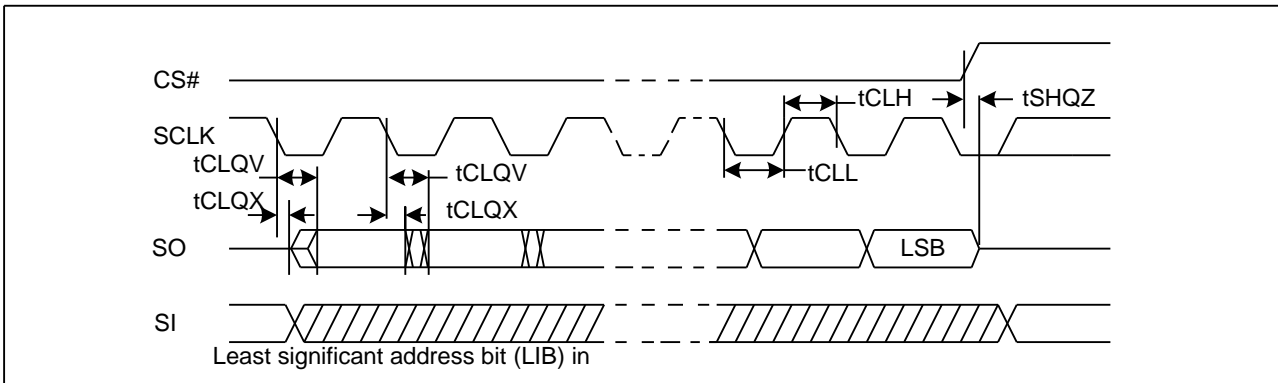 CS#
tCLH
tSHQZ
SCLK
tCLQV
tCLQV
tCLL
tCLQX
tCLQX
SO
LSB
SI
Least significant address bit (LIB) in